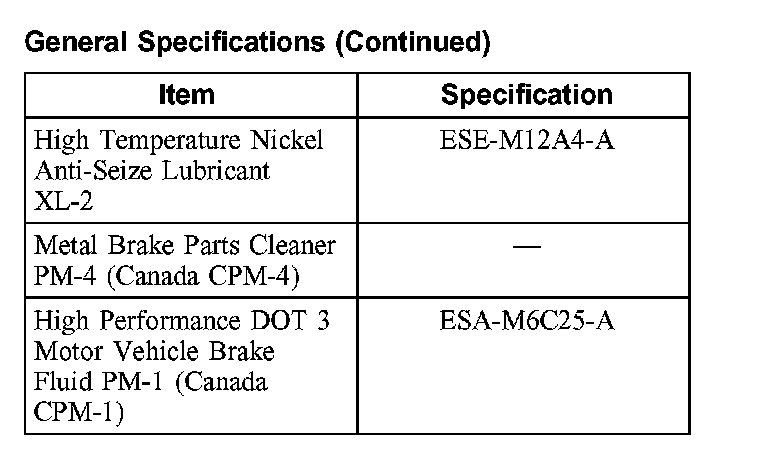 General Specifications (Continued)
Item Specification
High Temperature Nickel ESE-M12A4-A
Anti-Seize Lubricant
XL-2
Metal Brake Parts Cleaner —
PM-4 (Canada CPM-4)
High Performance DOT 3 ESA-M6C25-A
Motor Vehicle Brake
Fluid PM-1 (Canada
CPM-1)